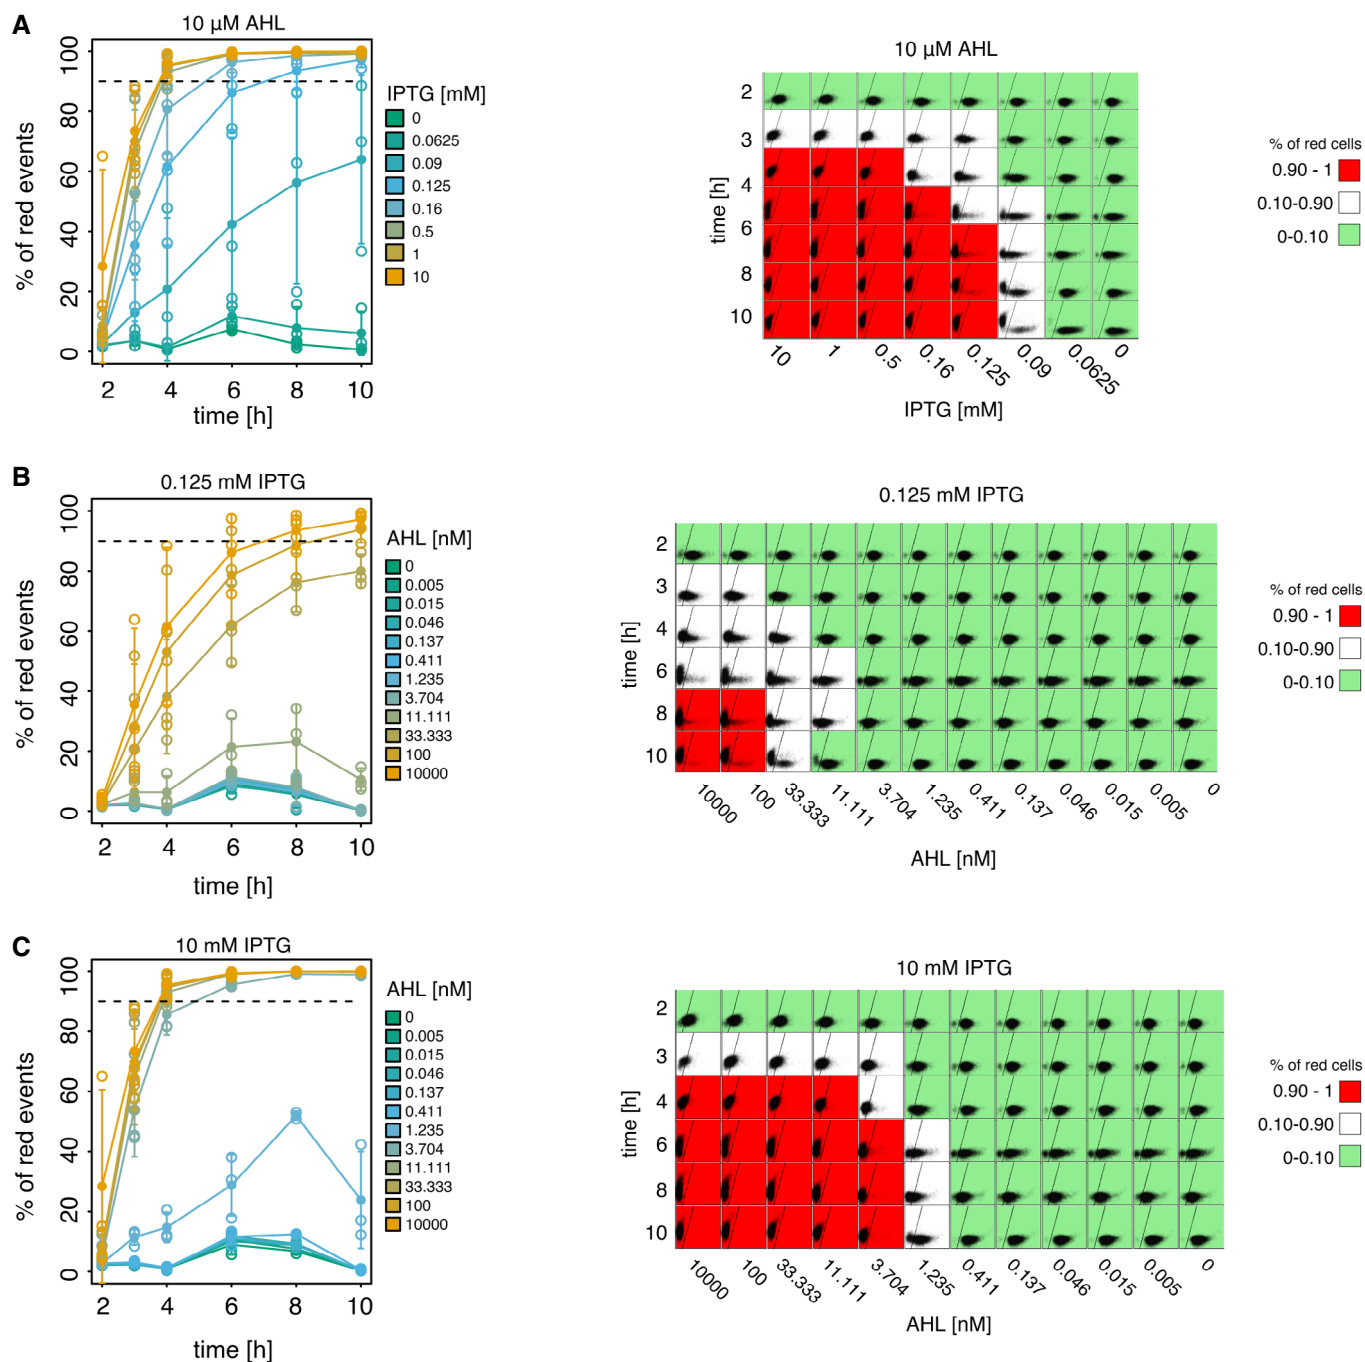 A
10 µM AHL
% of red events
100
80
60
40
20
0
2 4 6 8 10
time [h]
IPTG [mM]
0
0.0625
0.09
0.125
0.16
0.5
1
10
10 µM AHL
time [h]
2
3
4
6
8
10
10 1 0.5 0.16 0.125 0.09 0.0625 0
IPTG [mM]
% of red cells
0.90 - 1
0.10-0.90
0-0.10
B
0.125 mM IPTG
% of red events
100
80
60
40
20
0
2 4 6 8 10
time [h]
AHL [nM]
0
0.005
0.015
0.046
0.137
0.411
1.235
3.704
11.111
33.333
100
10000
0.125 mM IPTG
time [h]
2
3
4
6
8
10
10000 100 33.333 11.111 3.704 1.235 0.411 0.137 0.046 0.015 0.005 0
AHL [nM]
% of red cells
0.90 - 1
0.10-0.90
0-0.10
C
10 mM IPTG
% of red events
100
80
60
40
20
0
2 4 6 8 10
time [h]
AHL [nM]
0
0.005
0.015
0.046
0.137
0.411
1.235
3.704
11.111
33.333
100
10000
10 mM IPTG
time [h]
2
3
4
6
8
10
10000 100 33.333 11.111 3.704 1.235 0.411 0.137 0.046 0.015 0.005 0
AHL [nM]
% of red cells
0.90 - 1
0.10-0.90
0-0.10